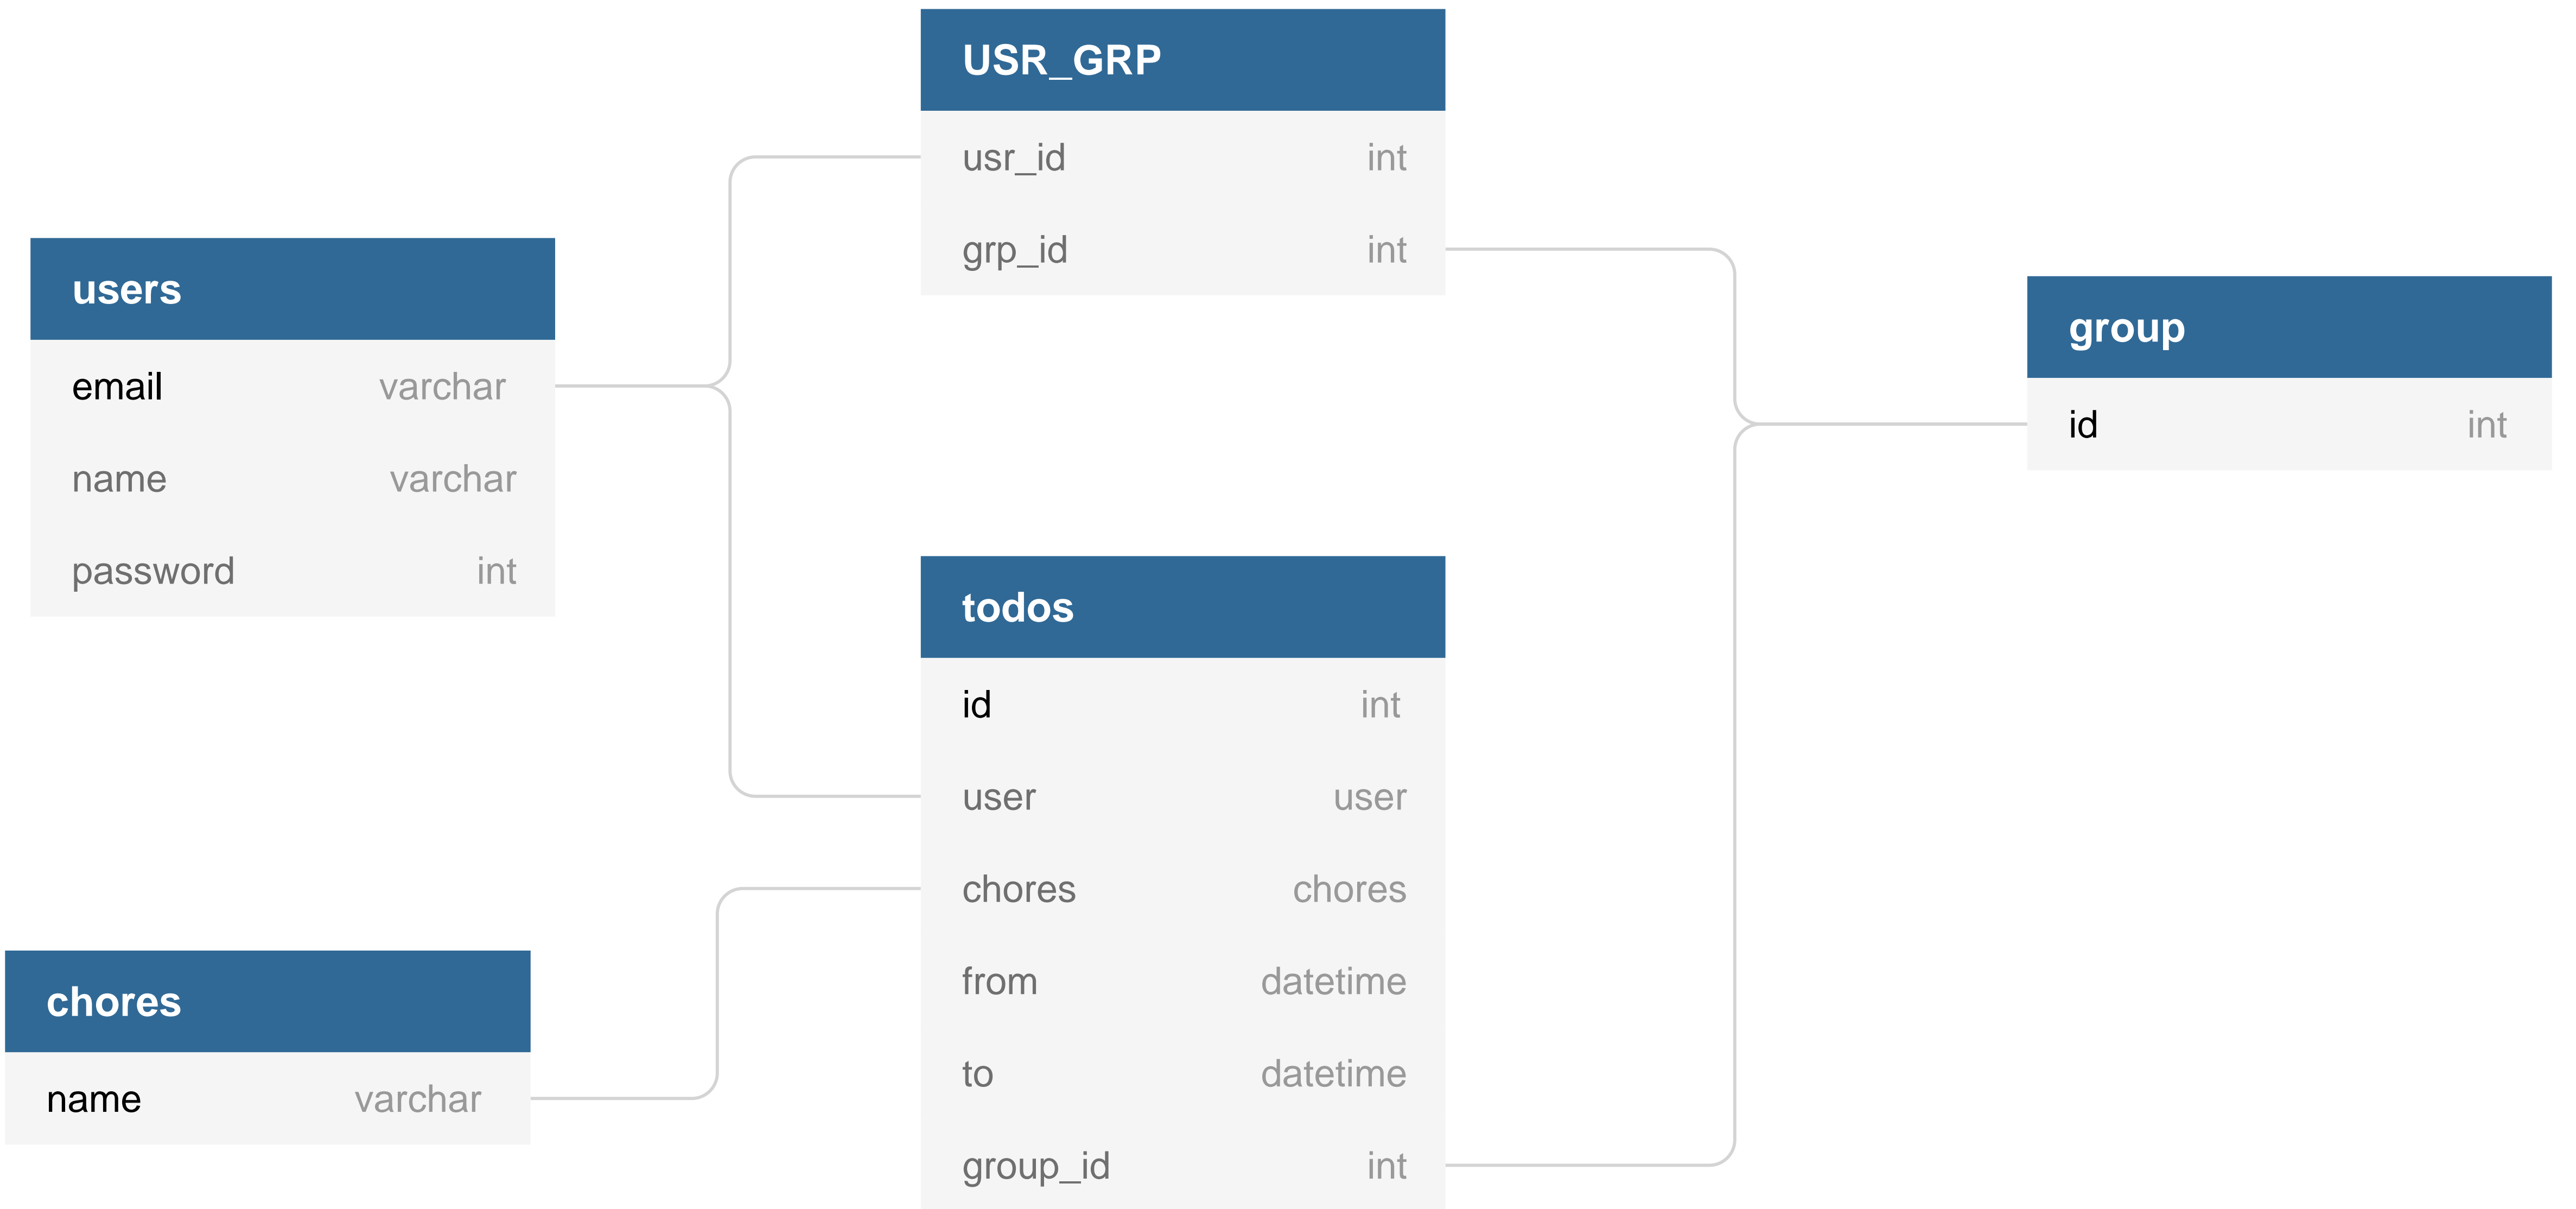 USR_GRP
usr_id int
grp_id int
users
email varchar
name varchar
password int
group
id int
todos
id int
user user
chores chores
from datetime
to datetime
group_id int
chores
name varchar